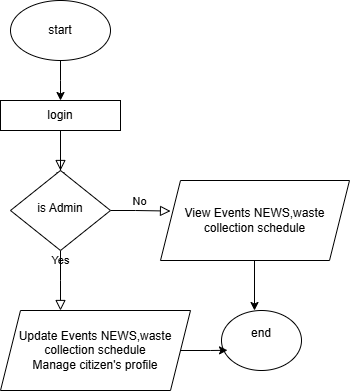 start
login
is Admin
No
View Events NEWS,waste
collection schedule
Yes
Update Events NEWS,waste
collection schedule
Manage citizen's profile
end